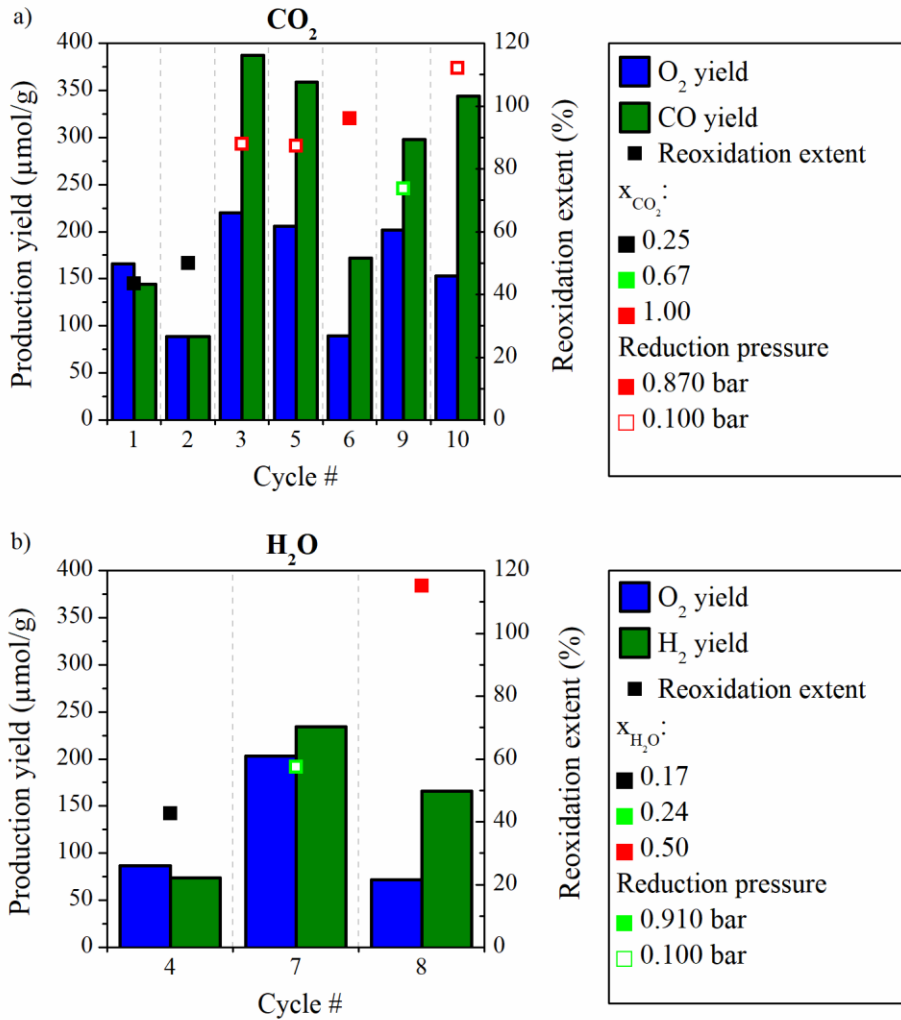 a)
CO₂
Production yield (µmol/g)
400
350
300
250
200
150
100
50
0
120
100
80
60
40
20
0
Reoxidation extent (%)
1 2 3 5 6 9 10
Cycle #
O₂ yield
CO yield
Reoxidation extent
x_CO₂:
0.25
0.67
1.00
Reduction pressure
0.870 bar
0.100 bar
b)
H₂O
Production yield (µmol/g)
400
350
300
250
200
150
100
50
0
120
100
80
60
40
20
0
Reoxidation extent (%)
4 7 8
Cycle #
O₂ yield
H₂ yield
Reoxidation extent
x_H₂O:
0.17
0.24
0.50
Reduction pressure
0.910 bar
0.100 bar